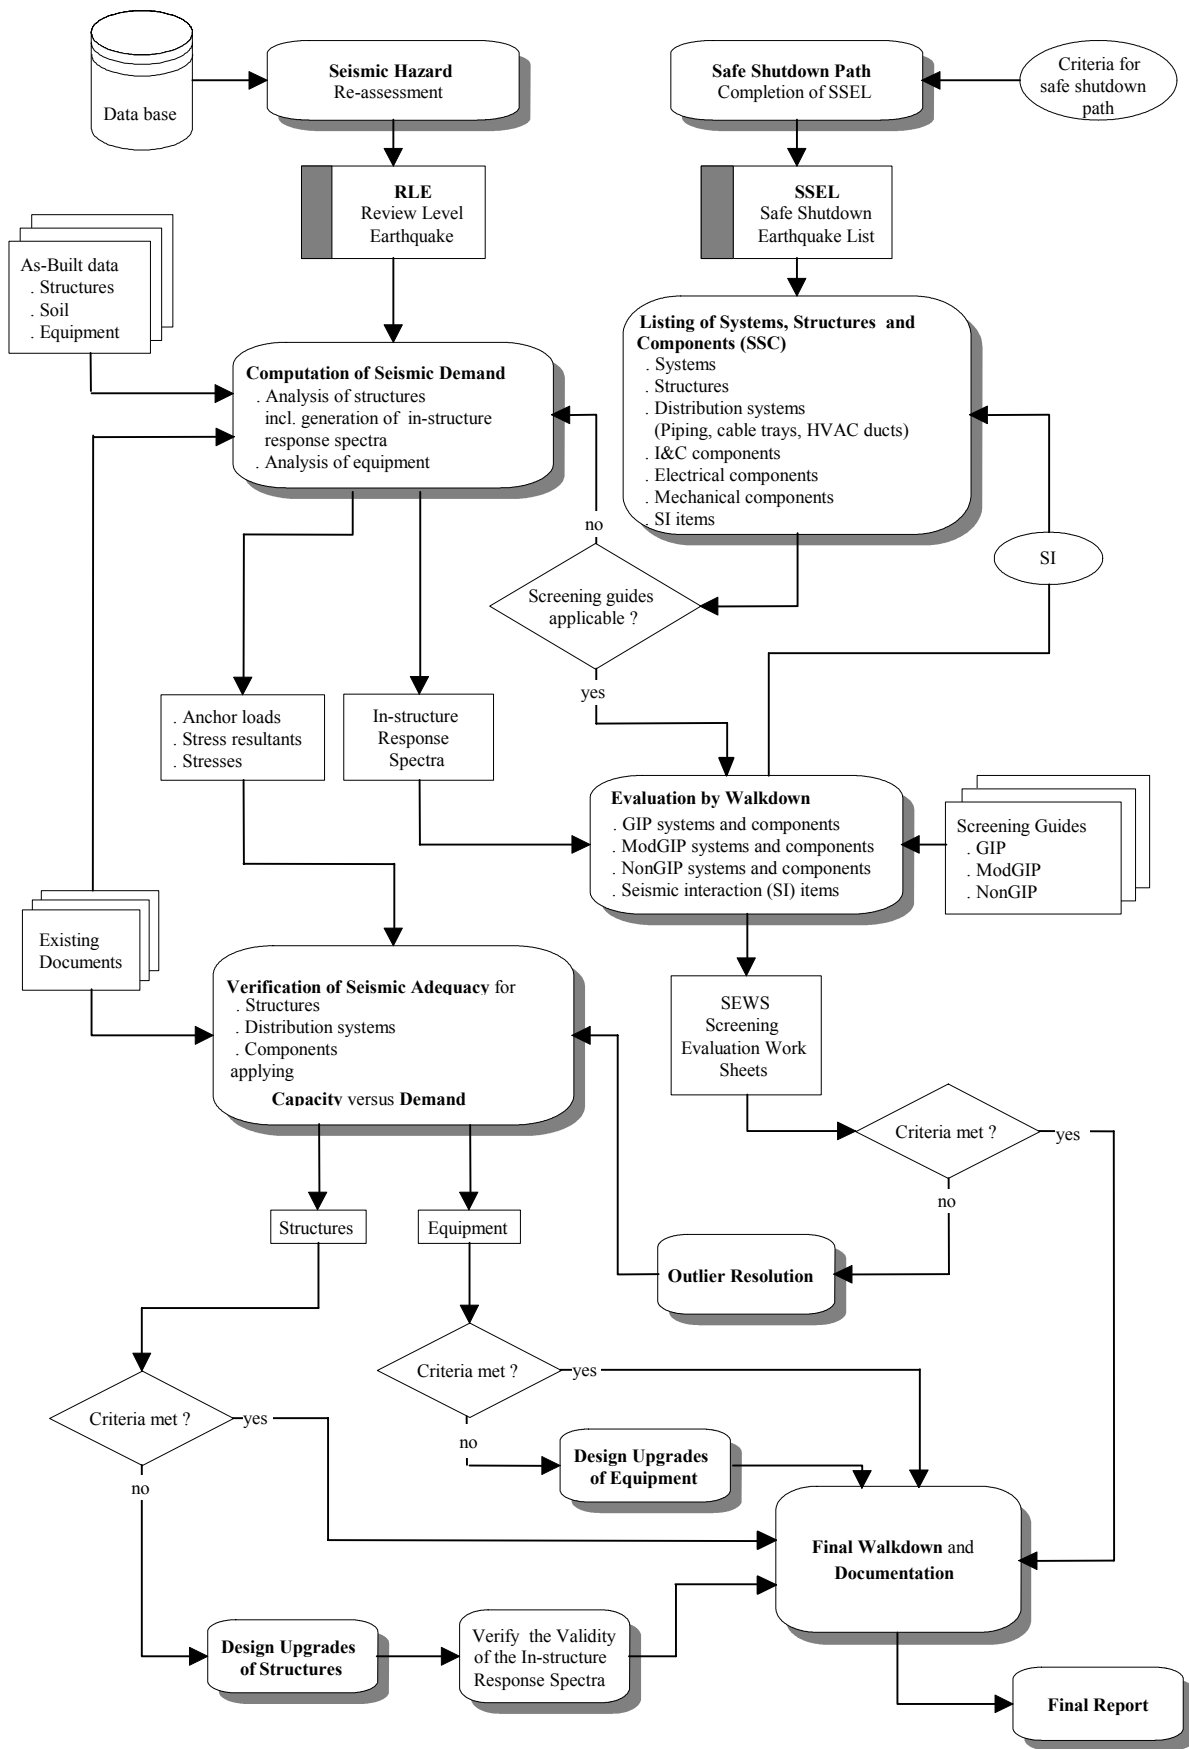 Data base
Seismic Hazard
Re-assessment
Safe Shutdown Path
Completion of SSEL
Criteria for
safe shutdown
path
RLE
Review Level
Earthquake
SSEL
Safe Shutdown
Earthquake List
As-Built data
. Structures
. Soil
. Equipment
Listing of Systems, Structures and
Components (SSC)
. Systems
. Structures
. Distribution systems
(Piping, cable trays, HVAC ducts)
. I&C components
. Electrical components
. Mechanical components
. SI items
Computation of Seismic Demand
. Analysis of structures
incl. generation of in-structure
response spectra
. Analysis of equipment
no
SI
Screening guides
applicable ?
yes
. Anchor loads
. Stress resultants
. Stresses
In-structure
Response
Spectra
Evaluation by Walkdown
. GIP systems and components
. ModGIP systems and components
. NonGIP systems and components
. Seismic interaction (SI) items
Screening Guides
. GIP
. ModGIP
. NonGIP
Existing
Documents
Verification of Seismic Adequacy for
. Structures
. Distribution systems
. Components
applying
Capacity versus Demand
SEWS
Screening
Evaluation Work
Sheets
Criteria met ?
yes
no
Structures
Equipment
Outlier Resolution
Criteria met ?
yes
no
Criteria met ?
yes
no
Design Upgrades
of Equipment
Final Walkdown and
Documentation
Design Upgrades
of Structures
Verify the Validity
of the In-structure
Response Spectra
Final Report